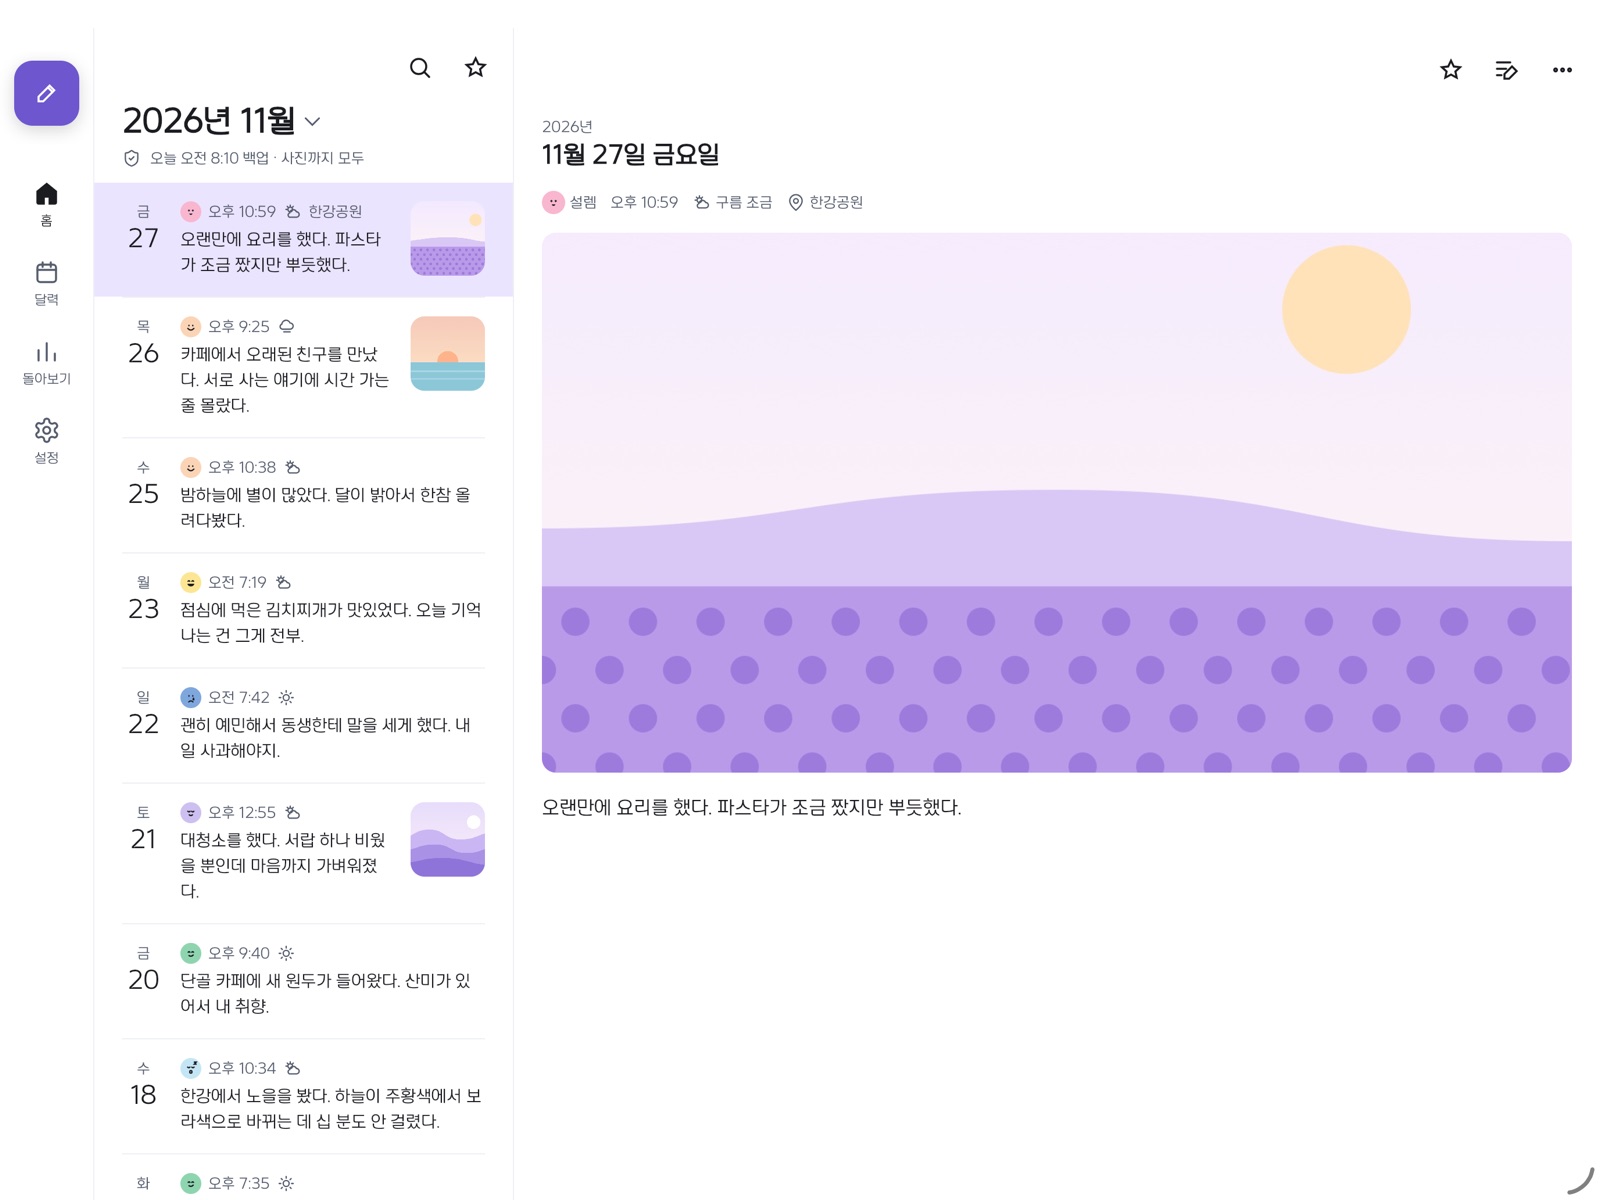 홈
달력
돌아보기
설정
2026년 11월
오늘 오전 8:10 백업 · 사진까지 모두
금
27
오후 10:59 한강공원
오랜만에 요리를 했다. 파스타
가 조금 짰지만 뿌듯했다.
목
26
오후 9:25
카페에서 오래된 친구를 만났
다. 서로 사는 얘기에 시간 가는
줄 몰랐다.
수
25
오후 10:38
밤하늘에 별이 많았다. 달이 밝아서 한참 올
려다봤다.
월
23
오전 7:19
점심에 먹은 김치찌개가 맛있었다. 오늘 기억
나는 건 그게 전부.
일
22
오전 7:42
괜히 예민해서 동생한테 말을 세게 했다. 내
일 사과해야지.
토
21
오후 12:55
대청소를 했다. 서랍 하나 비웠
을 뿐인데 마음까지 가벼워졌
다.
금
20
오후 9:40
단골 카페에 새 원두가 들어왔다. 산미가 있
어서 내 취향.
수
18
오후 10:34
한강에서 노을을 봤다. 하늘이 주황색에서 보
라색으로 바뀌는 데 십 분도 안 걸렸다.
화
오후 7:35
2026년
11월 27일 금요일
설렘 오후 10:59 구름 조금 한강공원
오랜만에 요리를 했다. 파스타가 조금 짰지만 뿌듯했다.